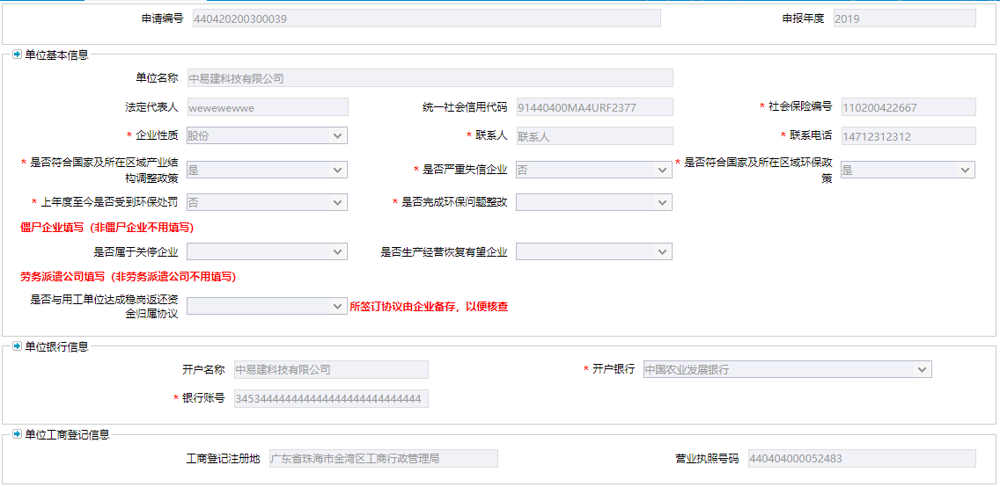 申请编号 440420200300039 申报年度 2019
单位基本信息
单位名称 中易建科技有限公司
法定代表人 wewewewwe 统一社会信用代码 91440400MA4URF2377 * 社会保险编号 110200422667
* 企业性质 股份 * 联系人 联系人 * 联系电话 14712312312
* 是否符合国家及所在区域产业结
构调整政策 是 * 是否严重失信企业 否 * 是否符合国家及所在区域环保政
策 是
* 上年度至今是否受到环保处罚 否 * 是否完成环保问题整改
僵尸企业填写（非僵尸企业不用填写）
是否属于关停企业 是否生产经营恢复有望企业
劳务派遣公司填写（非劳务派遣公司不用填写）
是否与用工单位达成稳岗返还资
金归属协议 所签订协议由企业备存，以便核查
单位银行信息
开户名称 中易建科技有限公司 * 开户银行 中国农业发展银行
* 银行账号
单位工商登记信息
工商登记注册地 广东省珠海市金湾区工商行政管理局 营业执照号码 440404000052483